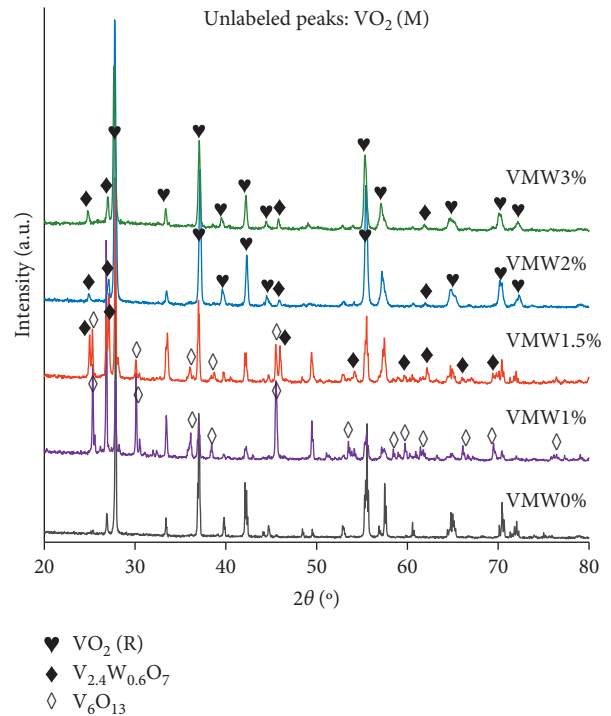 Unlabeled peaks: VO₂ (M)
Intensity (a.u.)
VMW3%
VMW2%
VMW1.5%
VMW1%
VMW0%
20 30 40 50 60 70 80
2θ (º)
♥ VO₂ (R)
♦ V₂.₄W₀.₆O₇
◊ V₆O₁₃